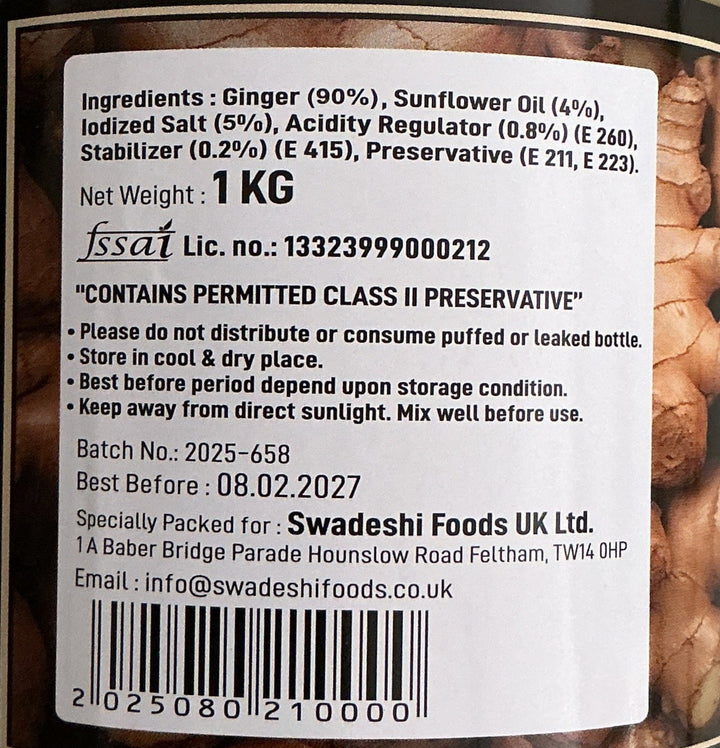 Ingredients : Ginger (90%), Sunflower Oil (4%),
Iodized Salt (5%), Acidity Regulator (0.8%) (E 260),
Stabilizer (0.2%) (E 415), Preservative (E 211, E 223).
Net Weight : 1 KG
fssai Lic. no.: 13323999000212
"CONTAINS PERMITTED CLASS II PRESERVATIVE"
• Please do not distribute or consume puffed or leaked bottle.
• Store in cool & dry place.
• Best before period depend upon storage condition.
• Keep away from direct sunlight. Mix well before use.
Batch No.: 2025-658
Best Before : 08.02.2027
Specially Packed for : Swadeshi Foods UK Ltd.
1A Baber Bridge Parade Hounslow Road Feltham, TW14 0HP
Email : info@swadeshifoods.co.uk
2 025080 210000